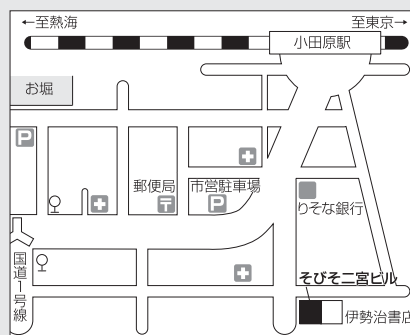 ←至熱海
至東京→
小田原駅
お堀
P
郵便局
〒
市営駐車場
P
りそな銀行
国道1号線
そびそ二宮ビル
伊勢治書店